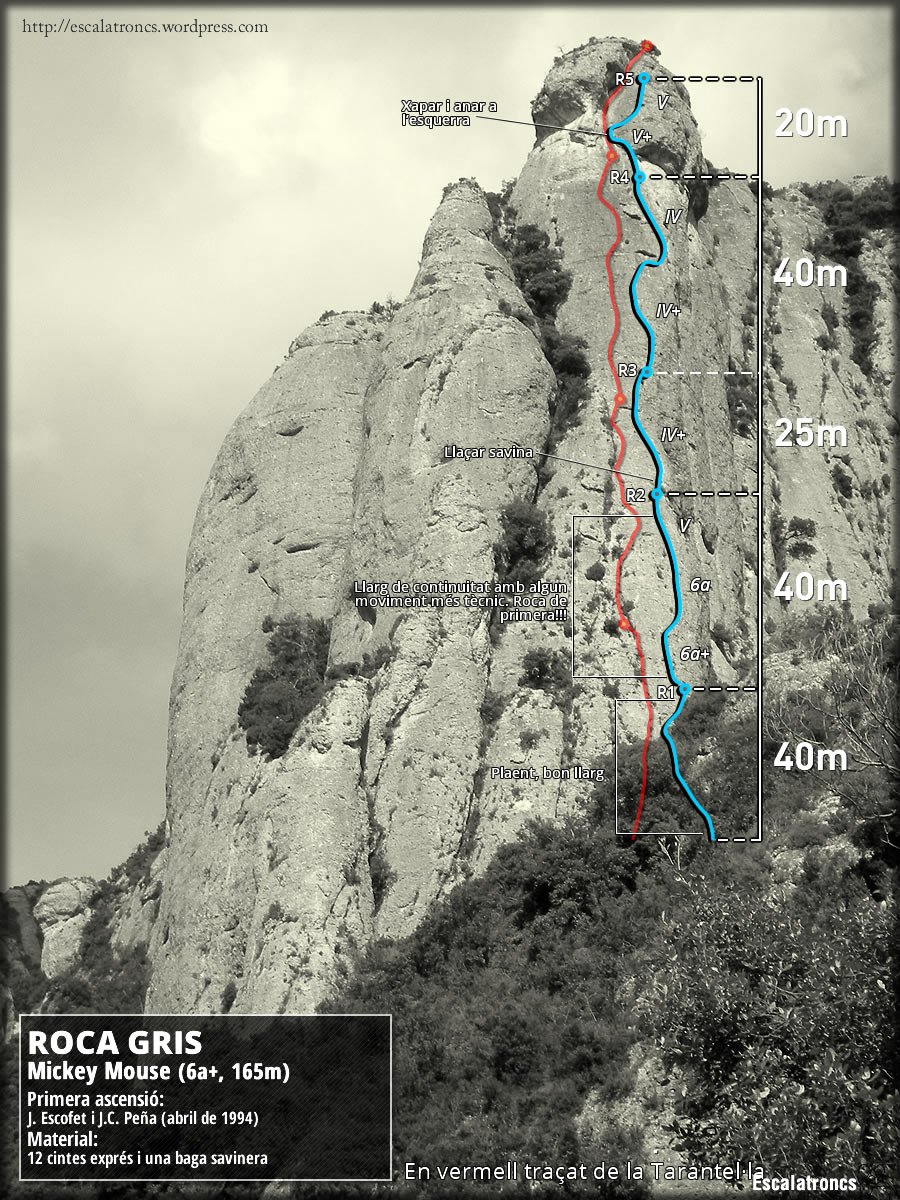 http://escalatroncs.wordpress.com
R5
V
Xapar i anar a
l'esquerra
V+
20m
R4
IV
40m
IV+
R3
25m
IV+
Llaçar savina
R2
V
Llarg de continuitat amb algun
moviment més tècnic. Roca de
primera!!!
6a
40m
6a+
R1
40m
Plaent, bon llarg
ROCA GRIS
Mickey Mouse (6a+, 165m)
Primera ascensió:
J. Escofet i J.C. Peña (abril de 1994)
Material:
12 cintes exprés i una baga savinera
En vermell traçat de la Taràntel·la
Escalatroncs